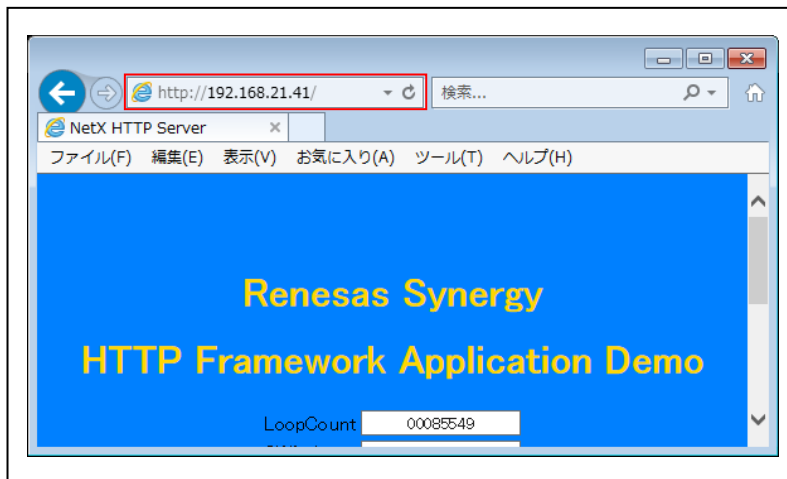 http://192.168.21.41/
検索...
NetX HTTP Server
ファイル(F) 編集(E) 表示(V) お気に入り(A) ツール(T) ヘルプ(H)
Renesas Synergy
HTTP Framework Application Demo
LoopCount 00085549